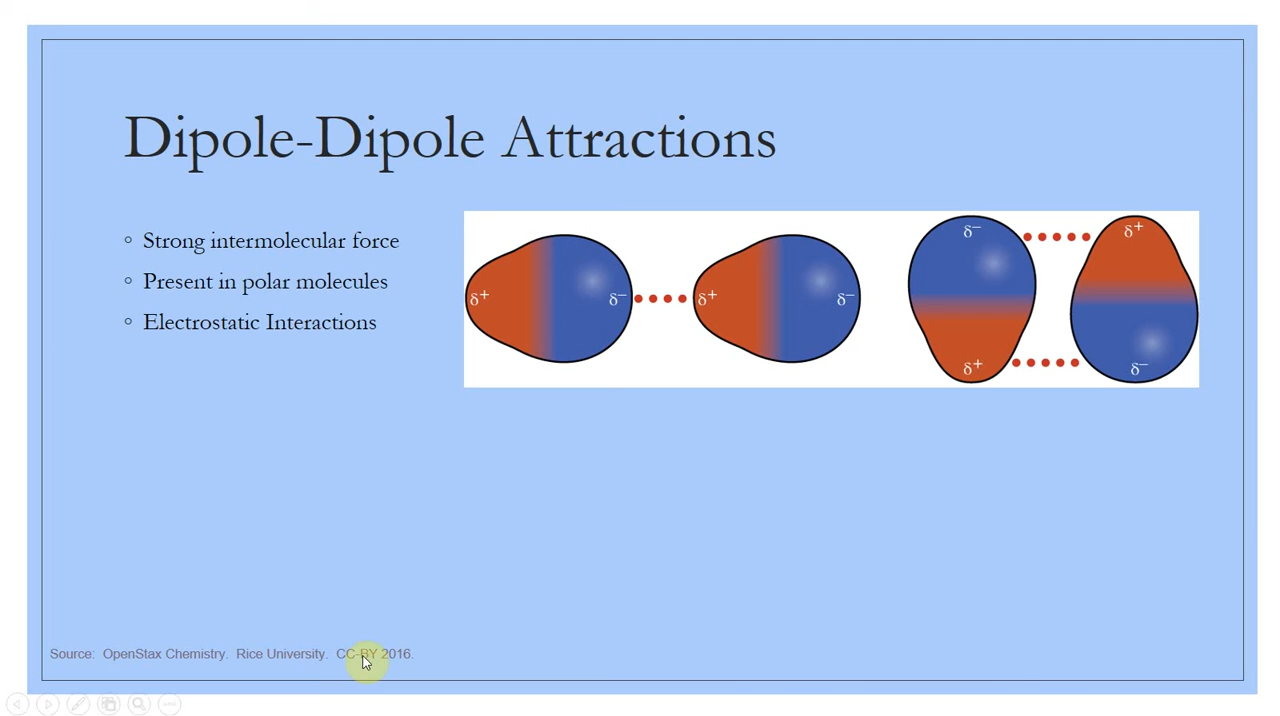 Dipole-Dipole Attractions
◦ Strong intermolecular force
◦ Present in polar molecules
◦ Electrostatic Interactions
δ+ δ− δ+ δ−
δ− δ+
δ+ δ−
Source: OpenStax Chemistry. Rice University. CC-BY 2016.